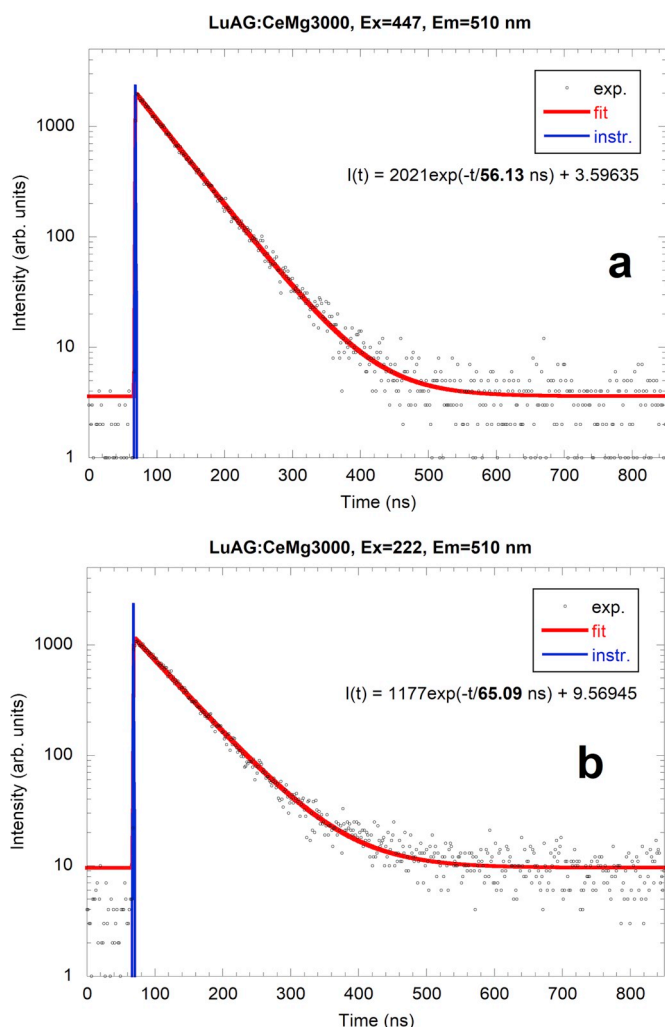 LuAG:CeMg3000, Ex=447, Em=510 nm
exp.
fit
instr.
I(t) = 2021exp(-t/56.13 ns) + 3.59635
a
Intensity (arb. units)
1000
100
10
1
0 100 200 300 400 500 600 700 800
Time (ns)
LuAG:CeMg3000, Ex=222, Em=510 nm
exp.
fit
instr.
I(t) = 1177exp(-t/65.09 ns) + 9.56945
b
Intensity (arb. units)
1000
100
10
1
0 100 200 300 400 500 600 700 800
Time (ns)